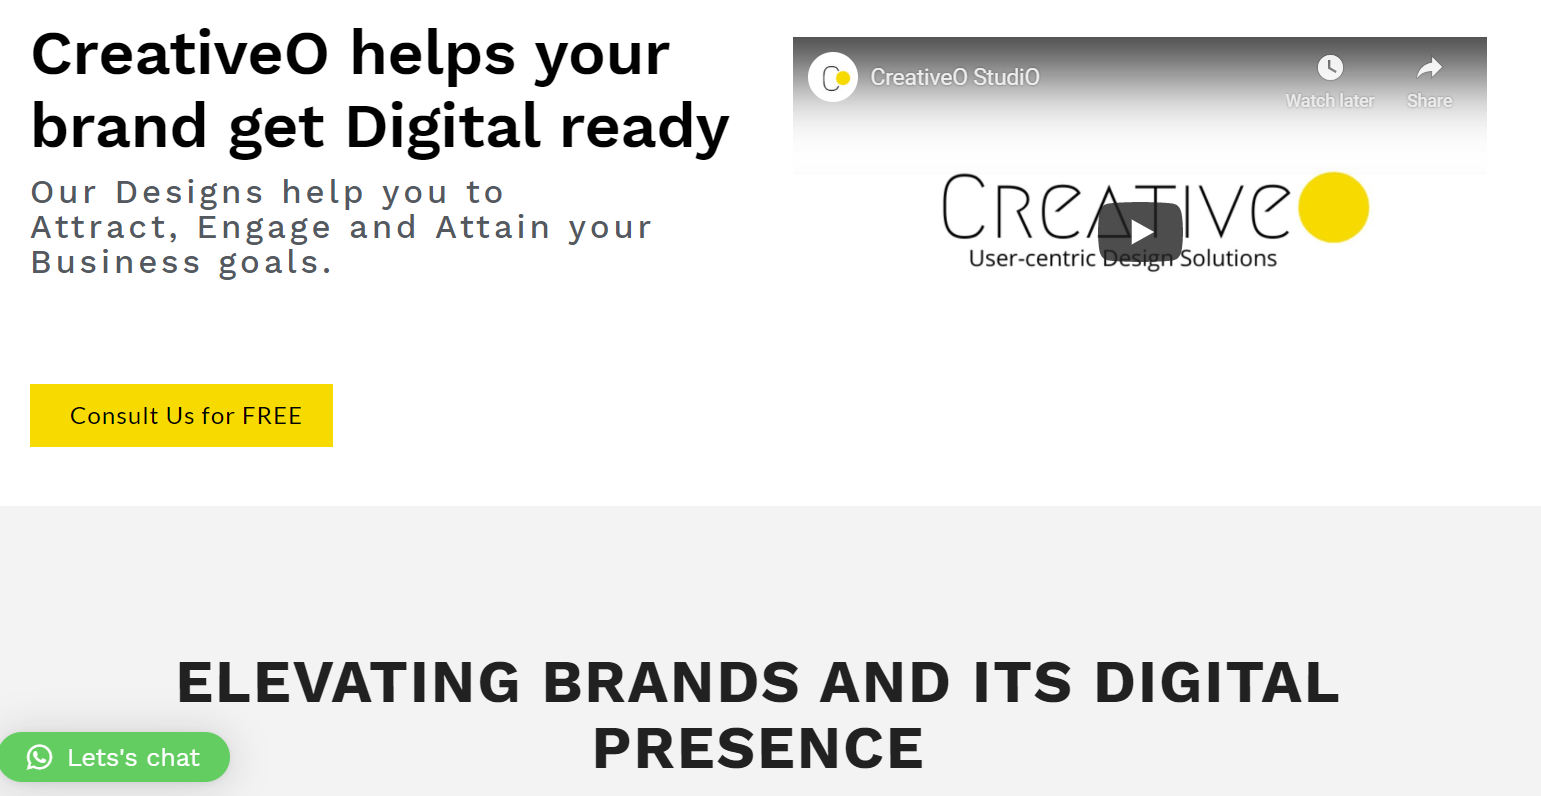 CreativeO helps your
brand get Digital ready
Our Designs help you to
Attract, Engage and Attain your
Business goals.
Consult Us for FREE
CreativeO StudiO
Watch later
Share
CREATIVE
User-centric Design Solutions
ELEVATING BRANDS AND ITS DIGITAL
PRESENCE
Lets's chat